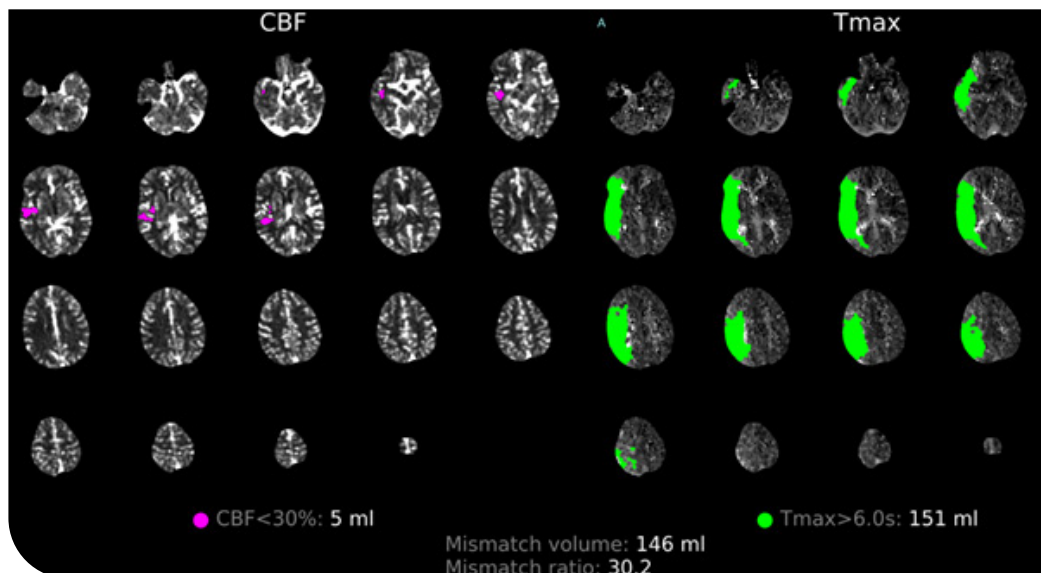 CBF
A
Tmax
CBF<30%: 5 ml
Tmax>6.0s: 151 ml
Mismatch volume: 146 ml
Mismatch ratio: 30.2